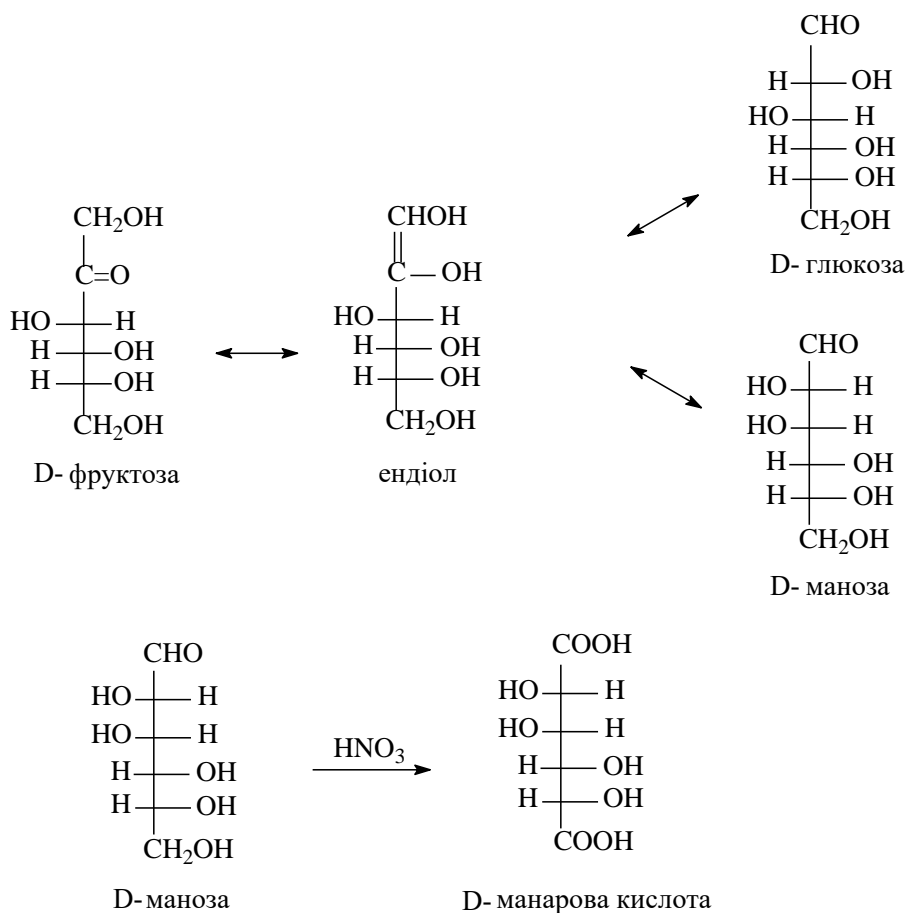 CHO
H OH
HO H
H OH
H OH
CH2OH
D- глюкоза
CH2OH
C=O
HO H
H OH
H OH
CH2OH
D- фруктоза
CHOH
C OH
HO H
H OH
H OH
CH2OH
ендіол
CHO
HO H
HO H
H OH
H OH
CH2OH
D- маноза
CHO
HO H
HO H
H OH
H OH
CH2OH
D- маноза
HNO3
COOH
HO H
HO H
H OH
H OH
COOH
D- манарова кислота